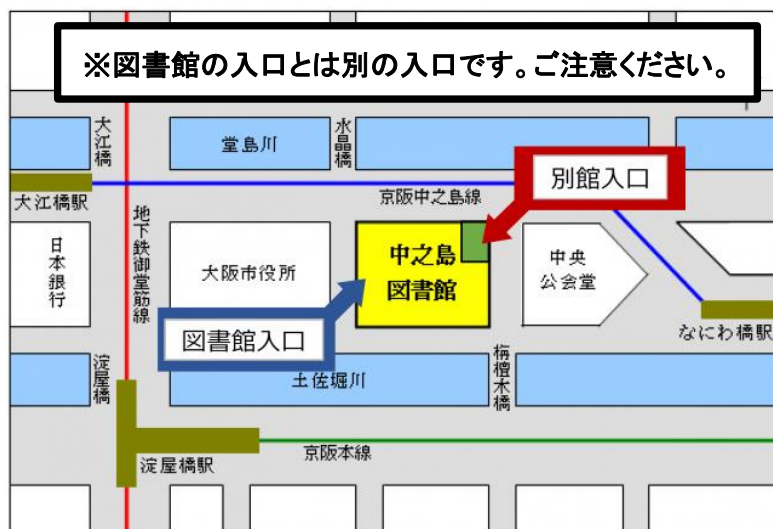 ※図書館の入口とは別の入口です。ご注意ください。
大江橋
堂島川
水晶橋
別館入口
大江橋駅
京阪中之島線
地下鉄御堂筋線
日本銀行
大阪市役所
中之島
図書館
中央
公会堂
図書館入口
なにわ橋駅
淀屋橋
土佐堀川
栴檀木橋
淀屋橋駅
京阪本線